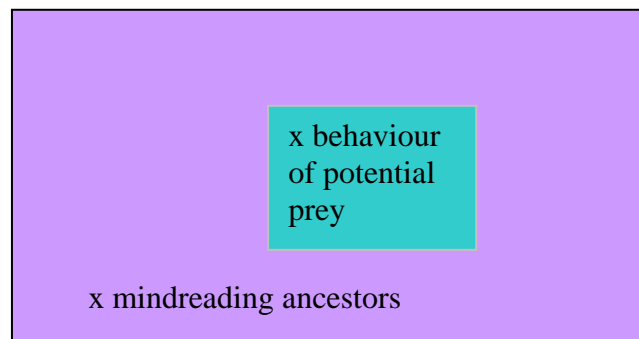 x behaviour
of potential
prey
x mindreading ancestors